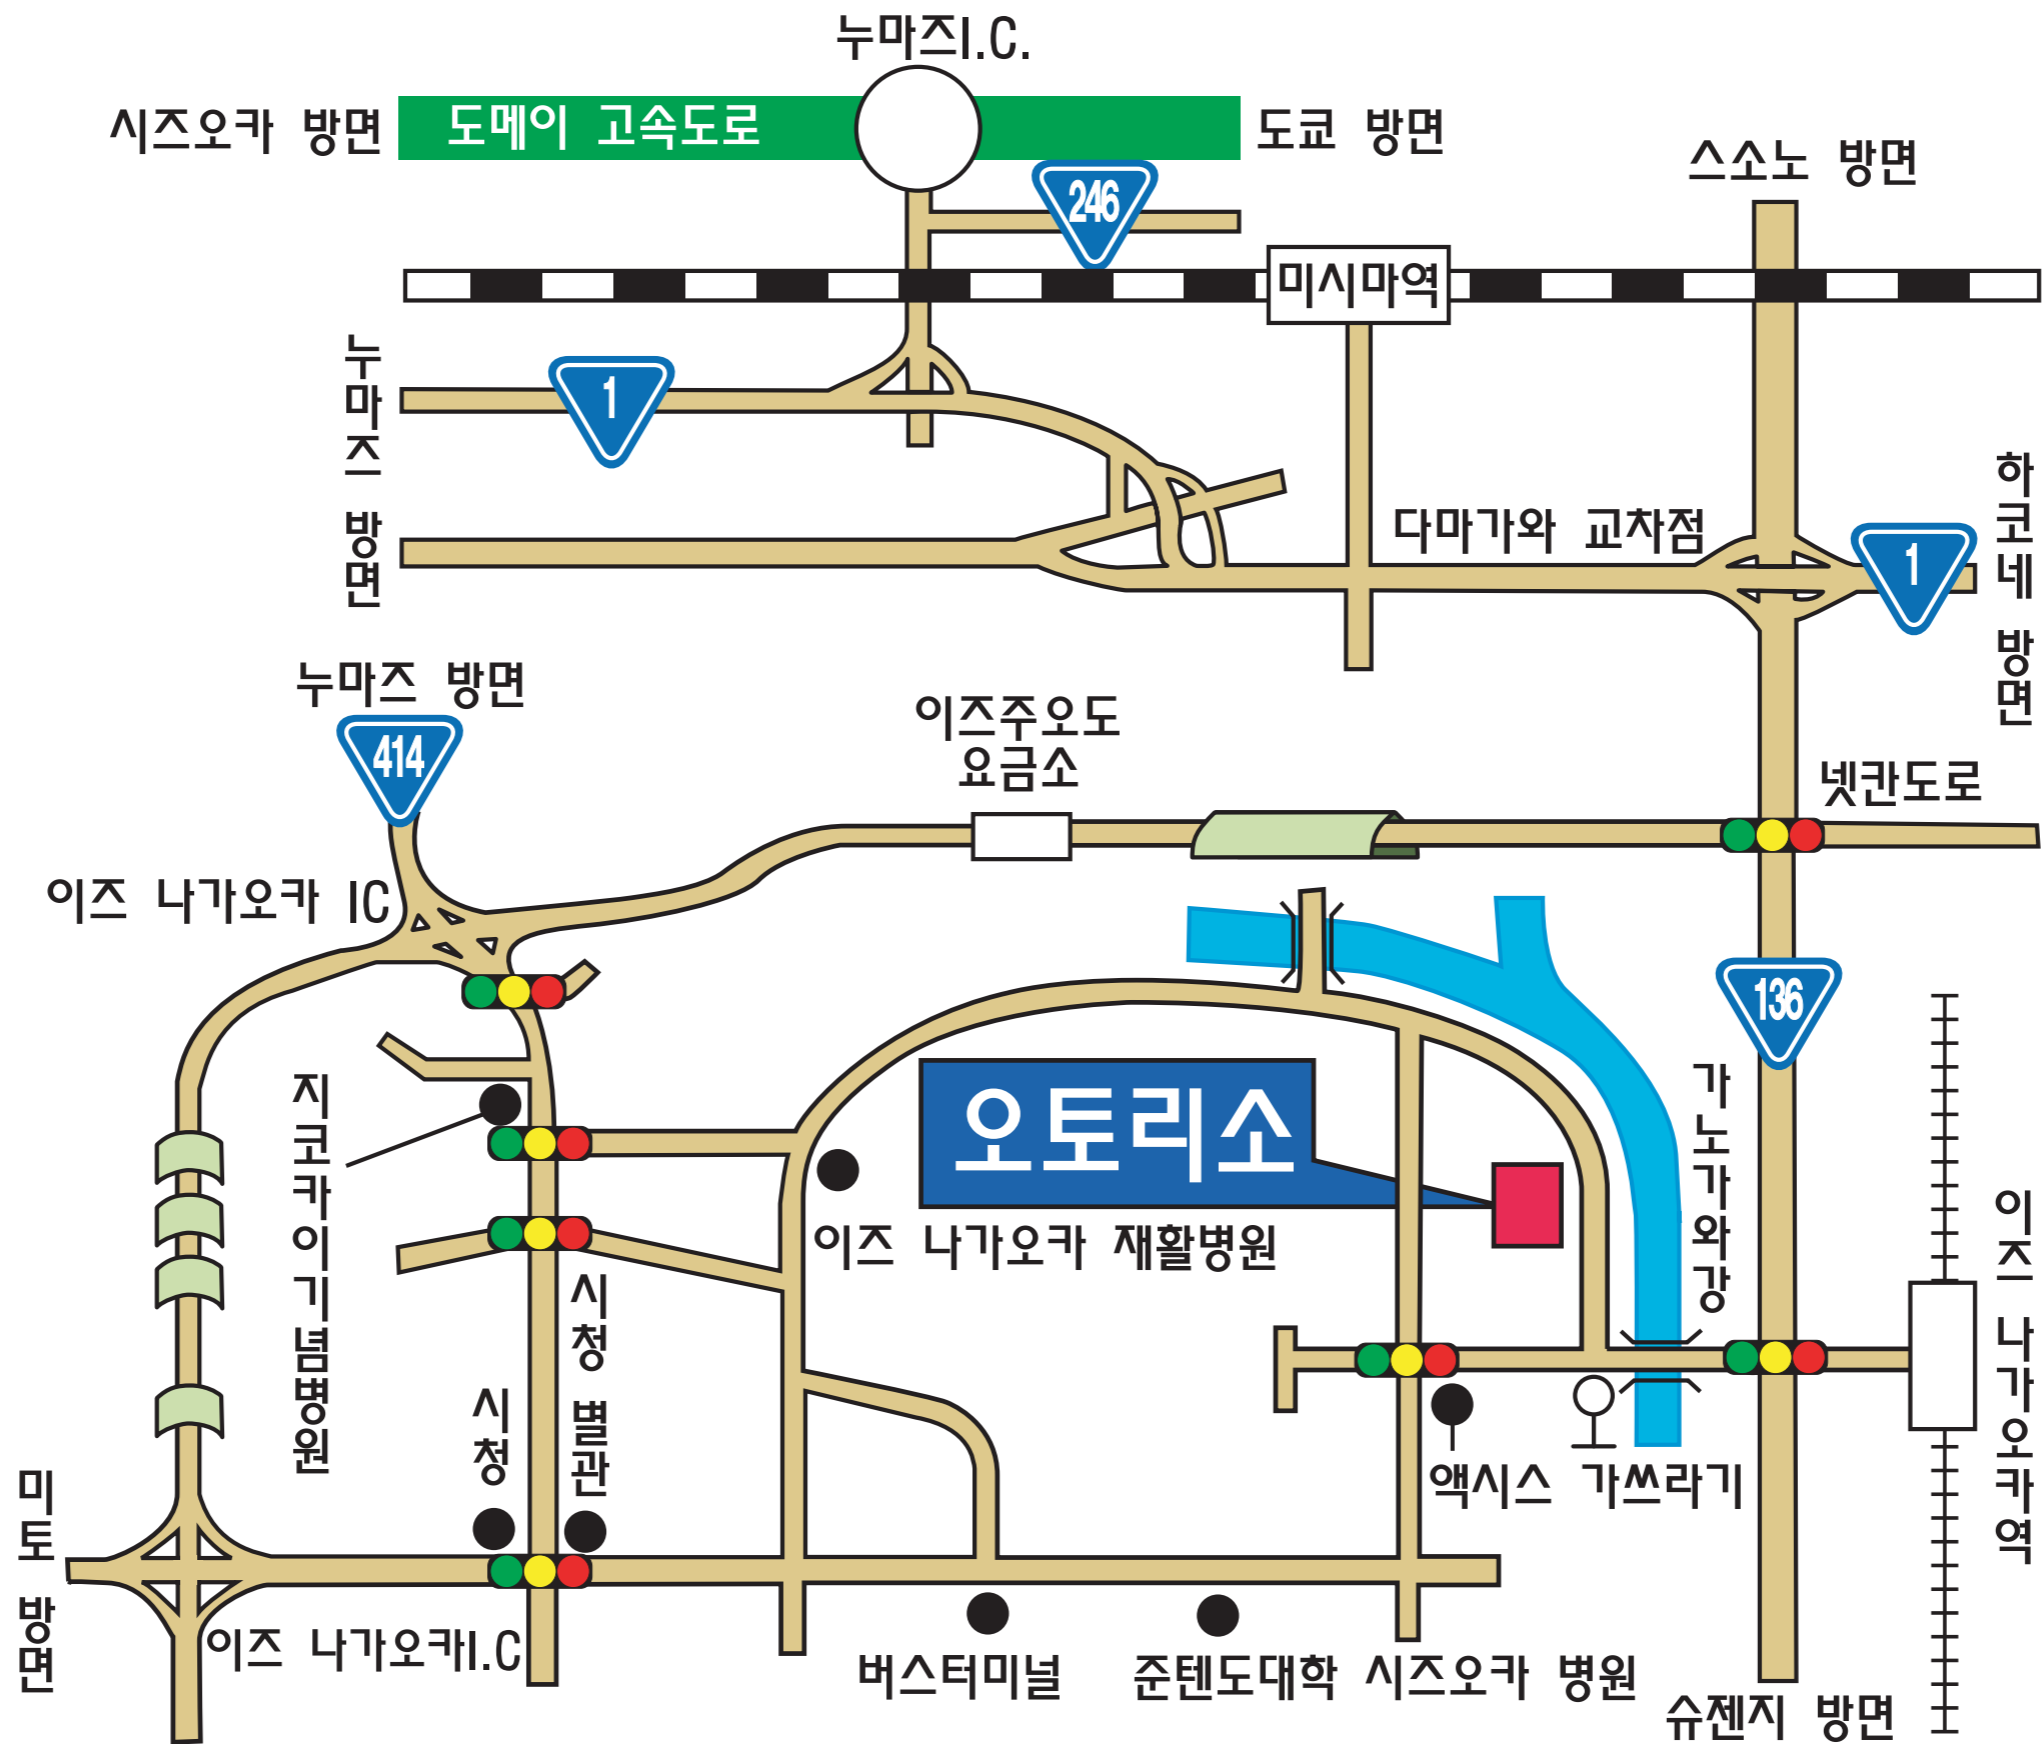 누마즈I.C.
시즈오카 방면
도메이 고속도로
도쿄 방면
스소노 방면
246
미시마역
누마즈 방면
1
하코네 방면
다마가와 교차점
1
누마즈 방면
414
이즈주오도
요금소
넷칸도로
이즈 나가오카 IC
136
지코카이기념병원
오토리소
가노가와강
이즈 나가오카역
이즈 나가오카 재활병원
시청 별관
시청
액시스 가쓰라기
미토 방면
이즈 나가오카I.C
버스터미널
준텐도대학 시즈오카 병원
슈젠지 방면